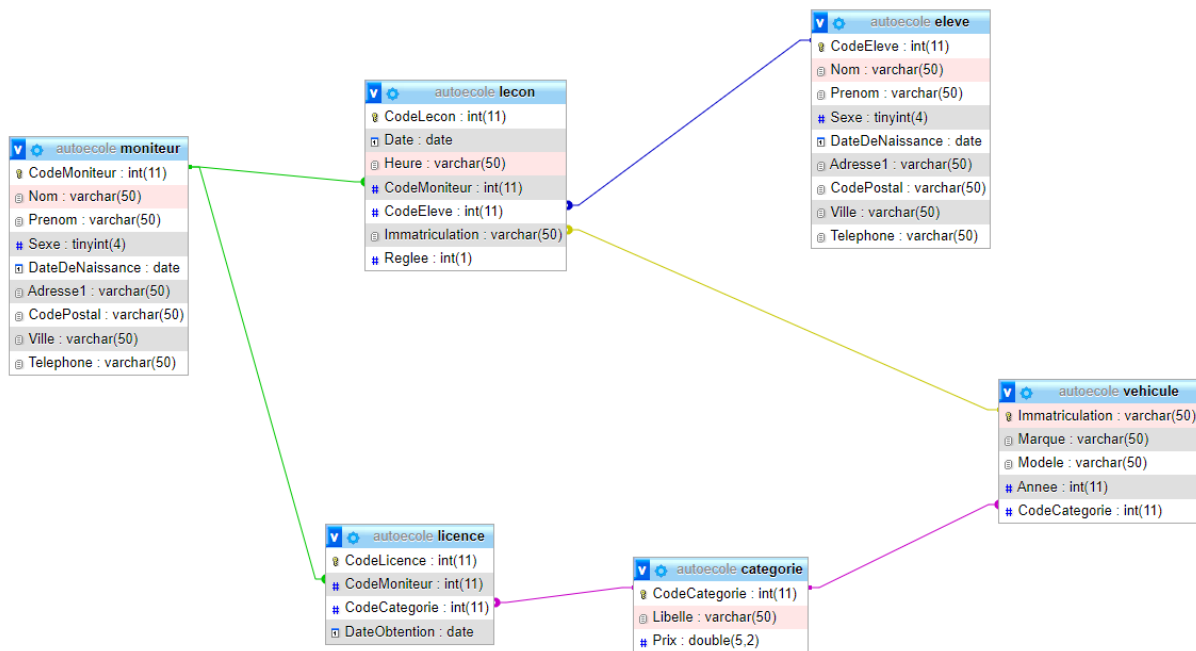 autoecole eleve
CodeEleve : int(11)
Nom : varchar(50)
Prenom : varchar(50)
# Sexe : tinyint(4)
DateDeNaissance : date
Adresse1 : varchar(50)
CodePostal : varchar(50)
Ville : varchar(50)
Telephone : varchar(50)
autoecole lecon
CodeLecon : int(11)
Date : date
Heure : varchar(50)
# CodeMoniteur : int(11)
# CodeEleve : int(11)
Immatriculation : varchar(50)
# Reglee : int(1)
autoecole moniteur
CodeMoniteur : int(11)
Nom : varchar(50)
Prenom : varchar(50)
# Sexe : tinyint(4)
DateDeNaissance : date
Adresse1 : varchar(50)
CodePostal : varchar(50)
Ville : varchar(50)
Telephone : varchar(50)
autoecole vehicule
Immatriculation : varchar(50)
Marque : varchar(50)
Modele : varchar(50)
# Annee : int(11)
# CodeCategorie : int(11)
autoecole licence
CodeLicence : int(11)
# CodeMoniteur : int(11)
# CodeCategorie : int(11)
DateObtention : date
autoecole categorie
CodeCategorie : int(11)
Libelle : varchar(50)
# Prix : double(5,2)